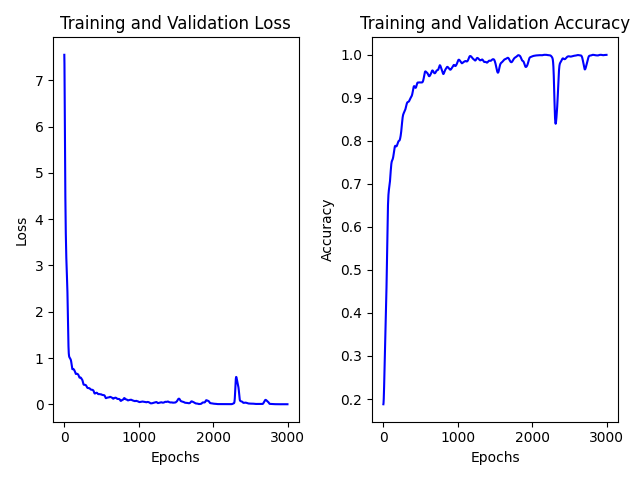 Training and Validation Loss
Loss
7
6
5
4
3
2
1
0
0 1000 2000 3000
Epochs
Training and Validation Accuracy
Accuracy
1.0
0.9
0.8
0.7
0.6
0.5
0.4
0.3
0.2
0 1000 2000 3000
Epochs